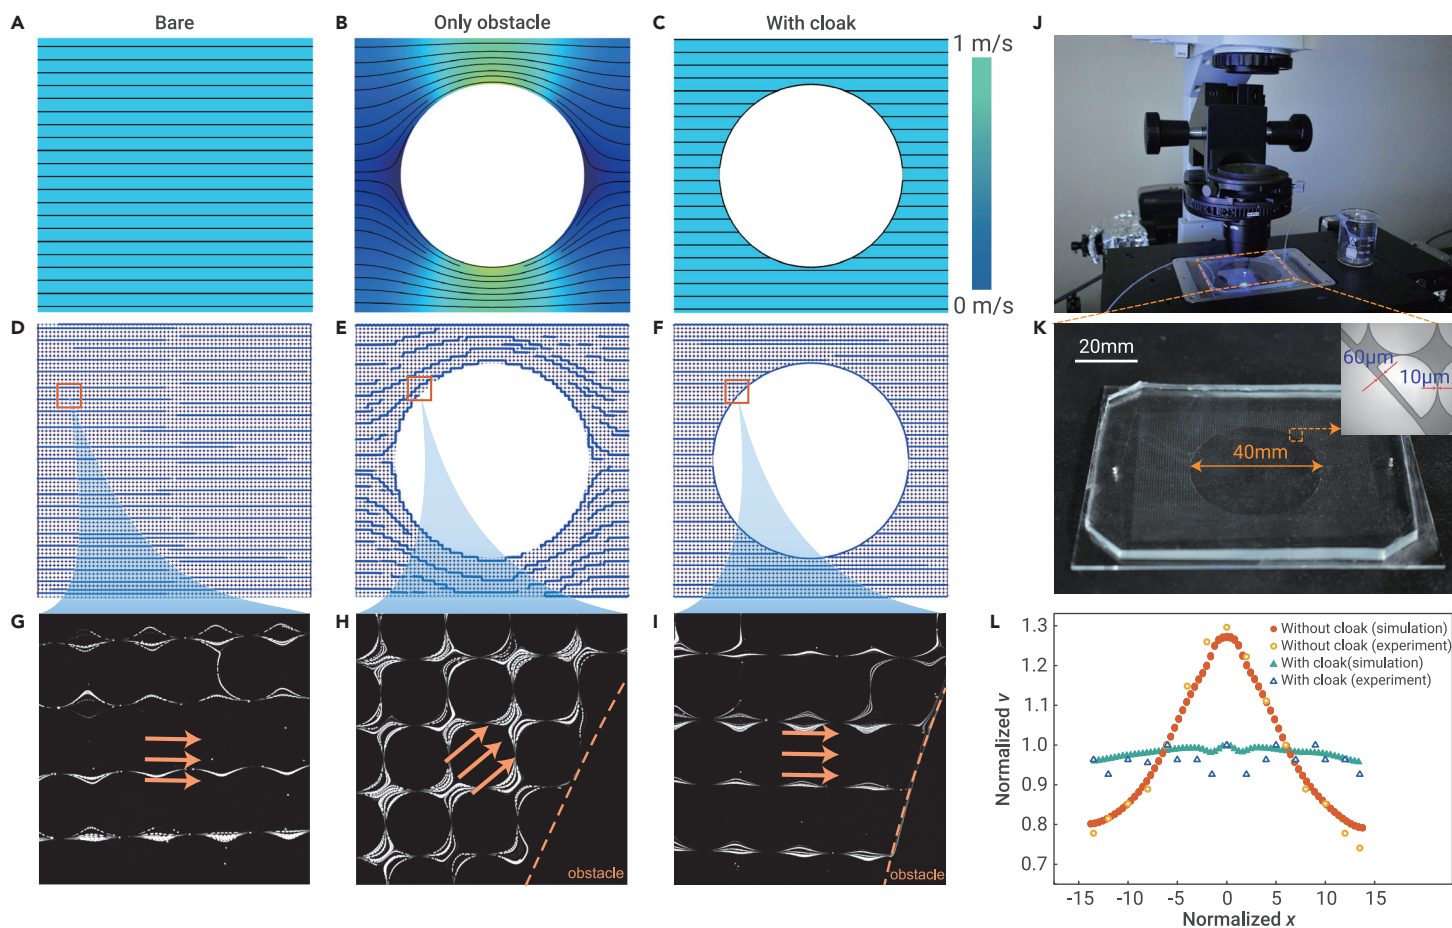 A
Bare
B
Only obstacle
C
With cloak
1 m/s
0 m/s
D
E
F
G
H
obstacle
I
obstacle
J
K
20mm
60μm
10μm
40mm
L
Without cloak (simulation)
Without cloak (experiment)
With cloak(simulation)
With cloak (experiment)
Normalized v
1.3
1.2
1.1
1.0
0.9
0.8
0.7
-15
-10
-5
0
5
10
15
Normalized x